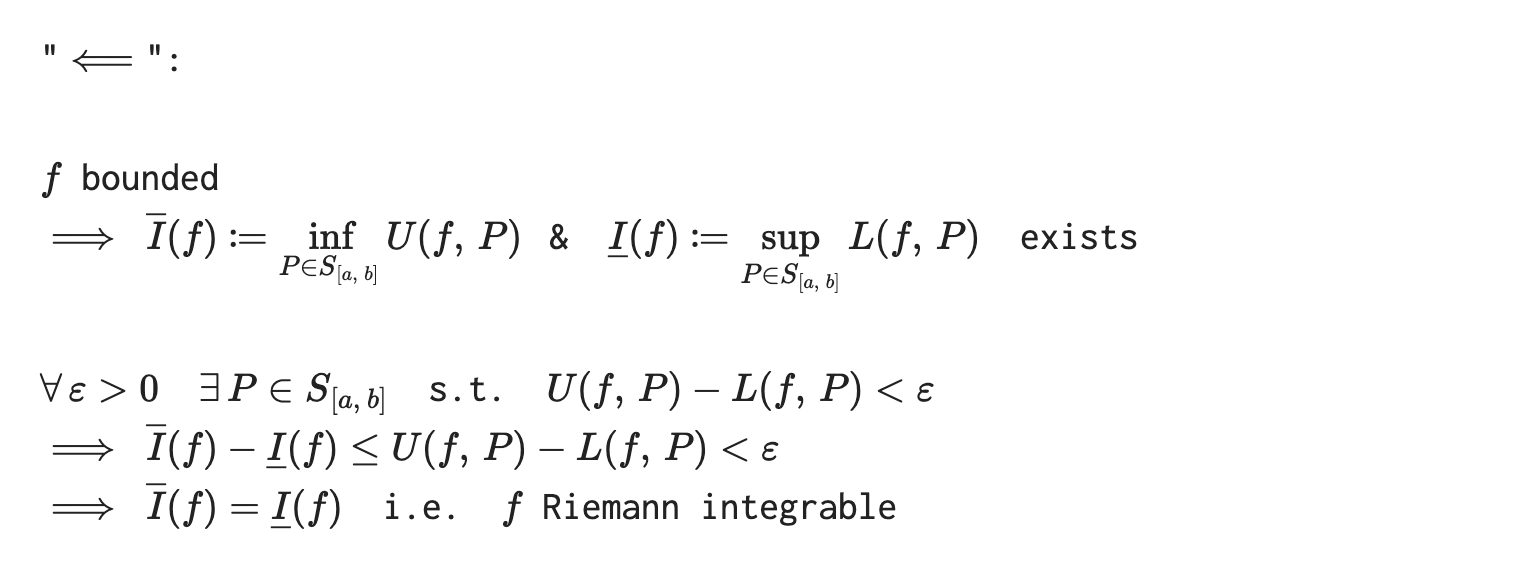 " ⟸ ":
f bounded
⟹ I̅(f) := inf_{P∈S_{[a, b]}} U(f, P) & I̲(f) := sup_{P∈S_{[a, b]}} L(f, P) exists
∀ ε > 0 ∃ P ∈ S_{[a, b]} s.t. U(f, P) − L(f, P) < ε
⟹ I̅(f) − I̲(f) ≤ U(f, P) − L(f, P) < ε
⟹ I̅(f) = I̲(f) i.e. f Riemann integrable